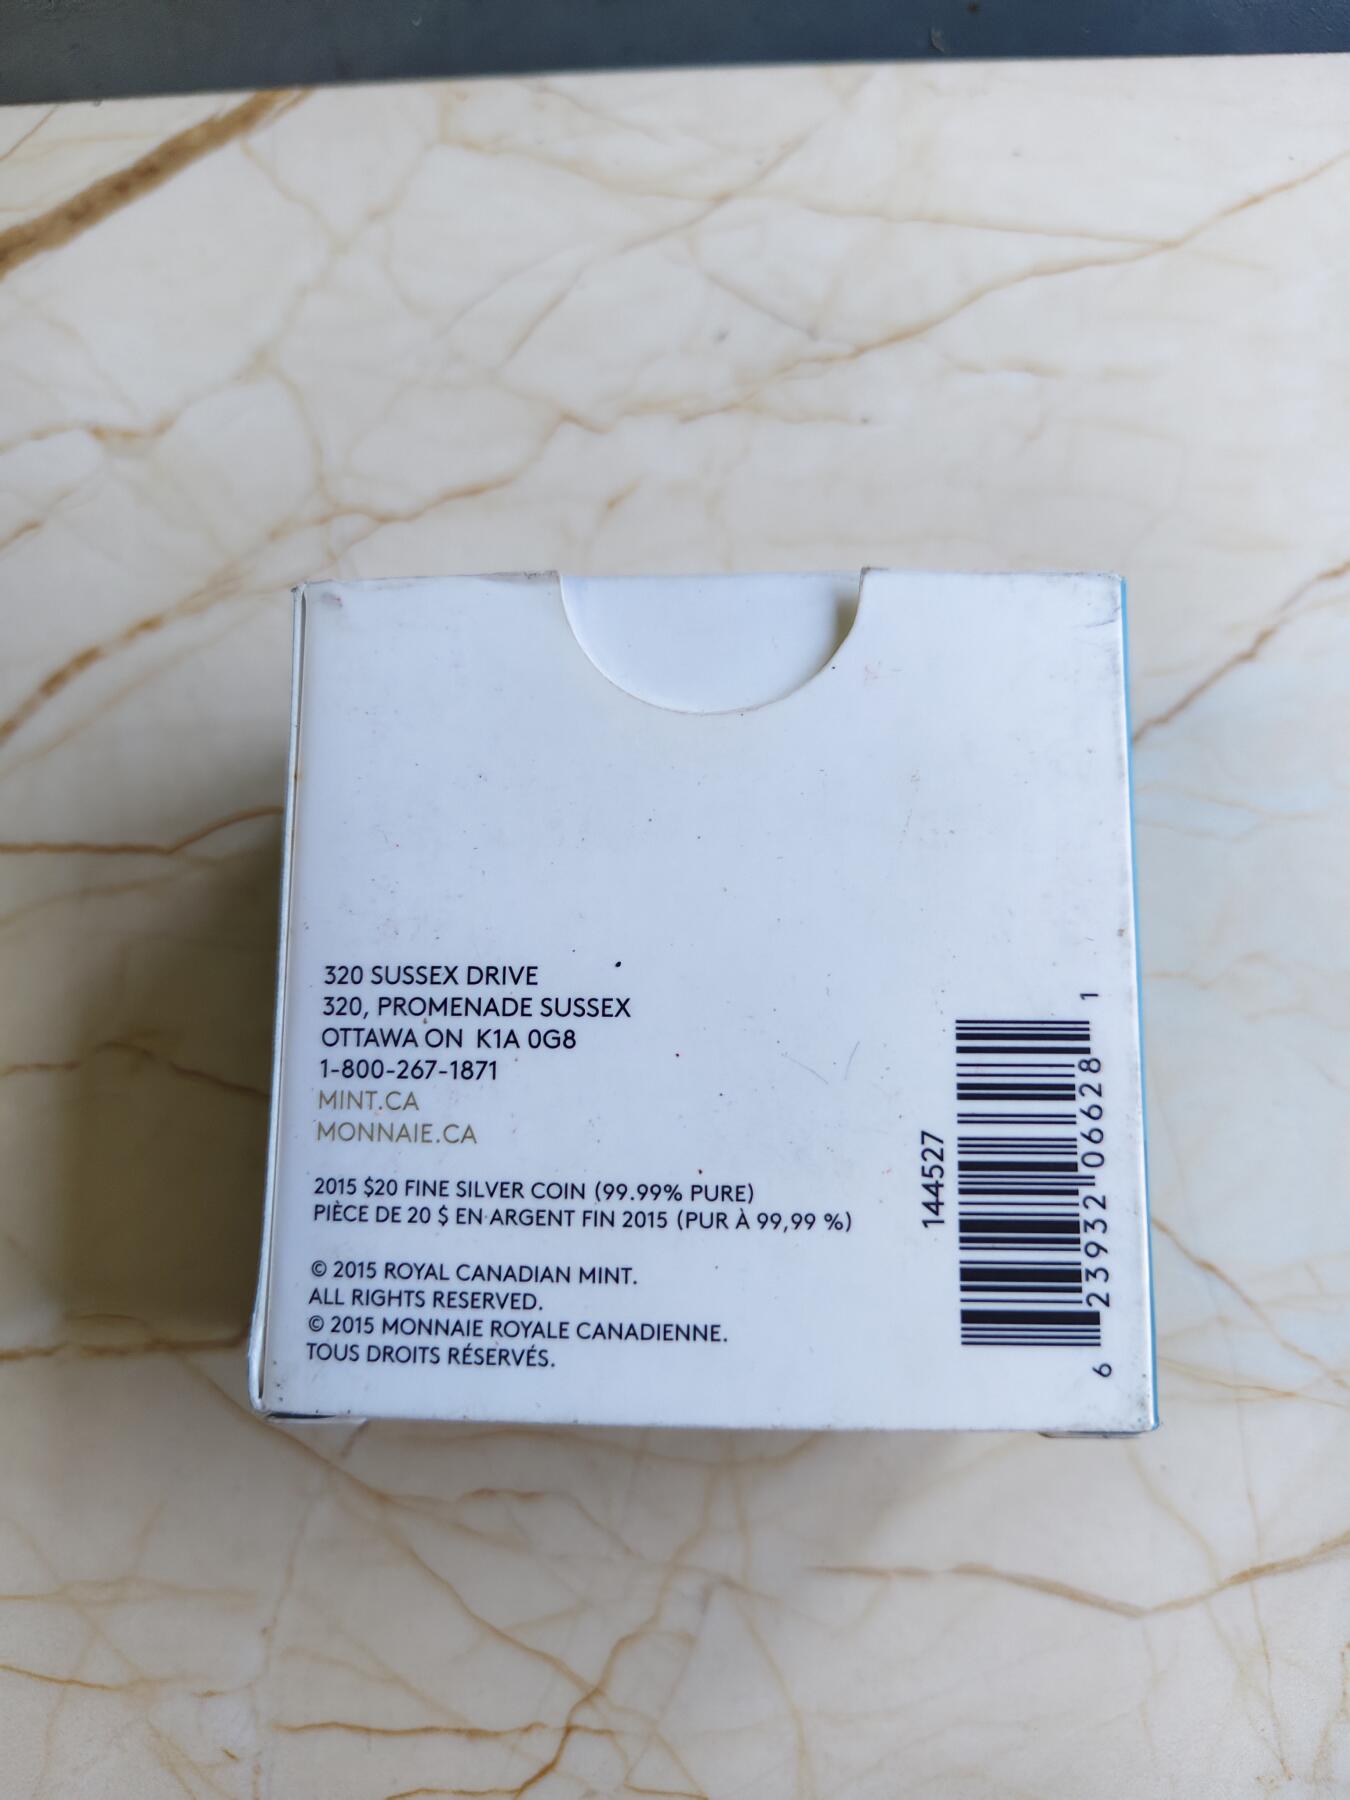 320 SUSSEX DRIVE
320, PROMENADE SUSSEX
OTTAWA ON K1A 0G8
1-800-267-1871
MINT.CA
MONNAIE.CA
2015 $20 FINE SILVER COIN (99.99% PURE)
PIÈCE DE 20 $ EN ARGENT FIN 2015 (PUR À 99,99 %)
© 2015 ROYAL CANADIAN MINT.
ALL RIGHTS RESERVED.
© 2015 MONNAIE ROYALE CANADIENNE.
TOUS DROITS RÉSERVÉS.
144527
6 23932 06628 1